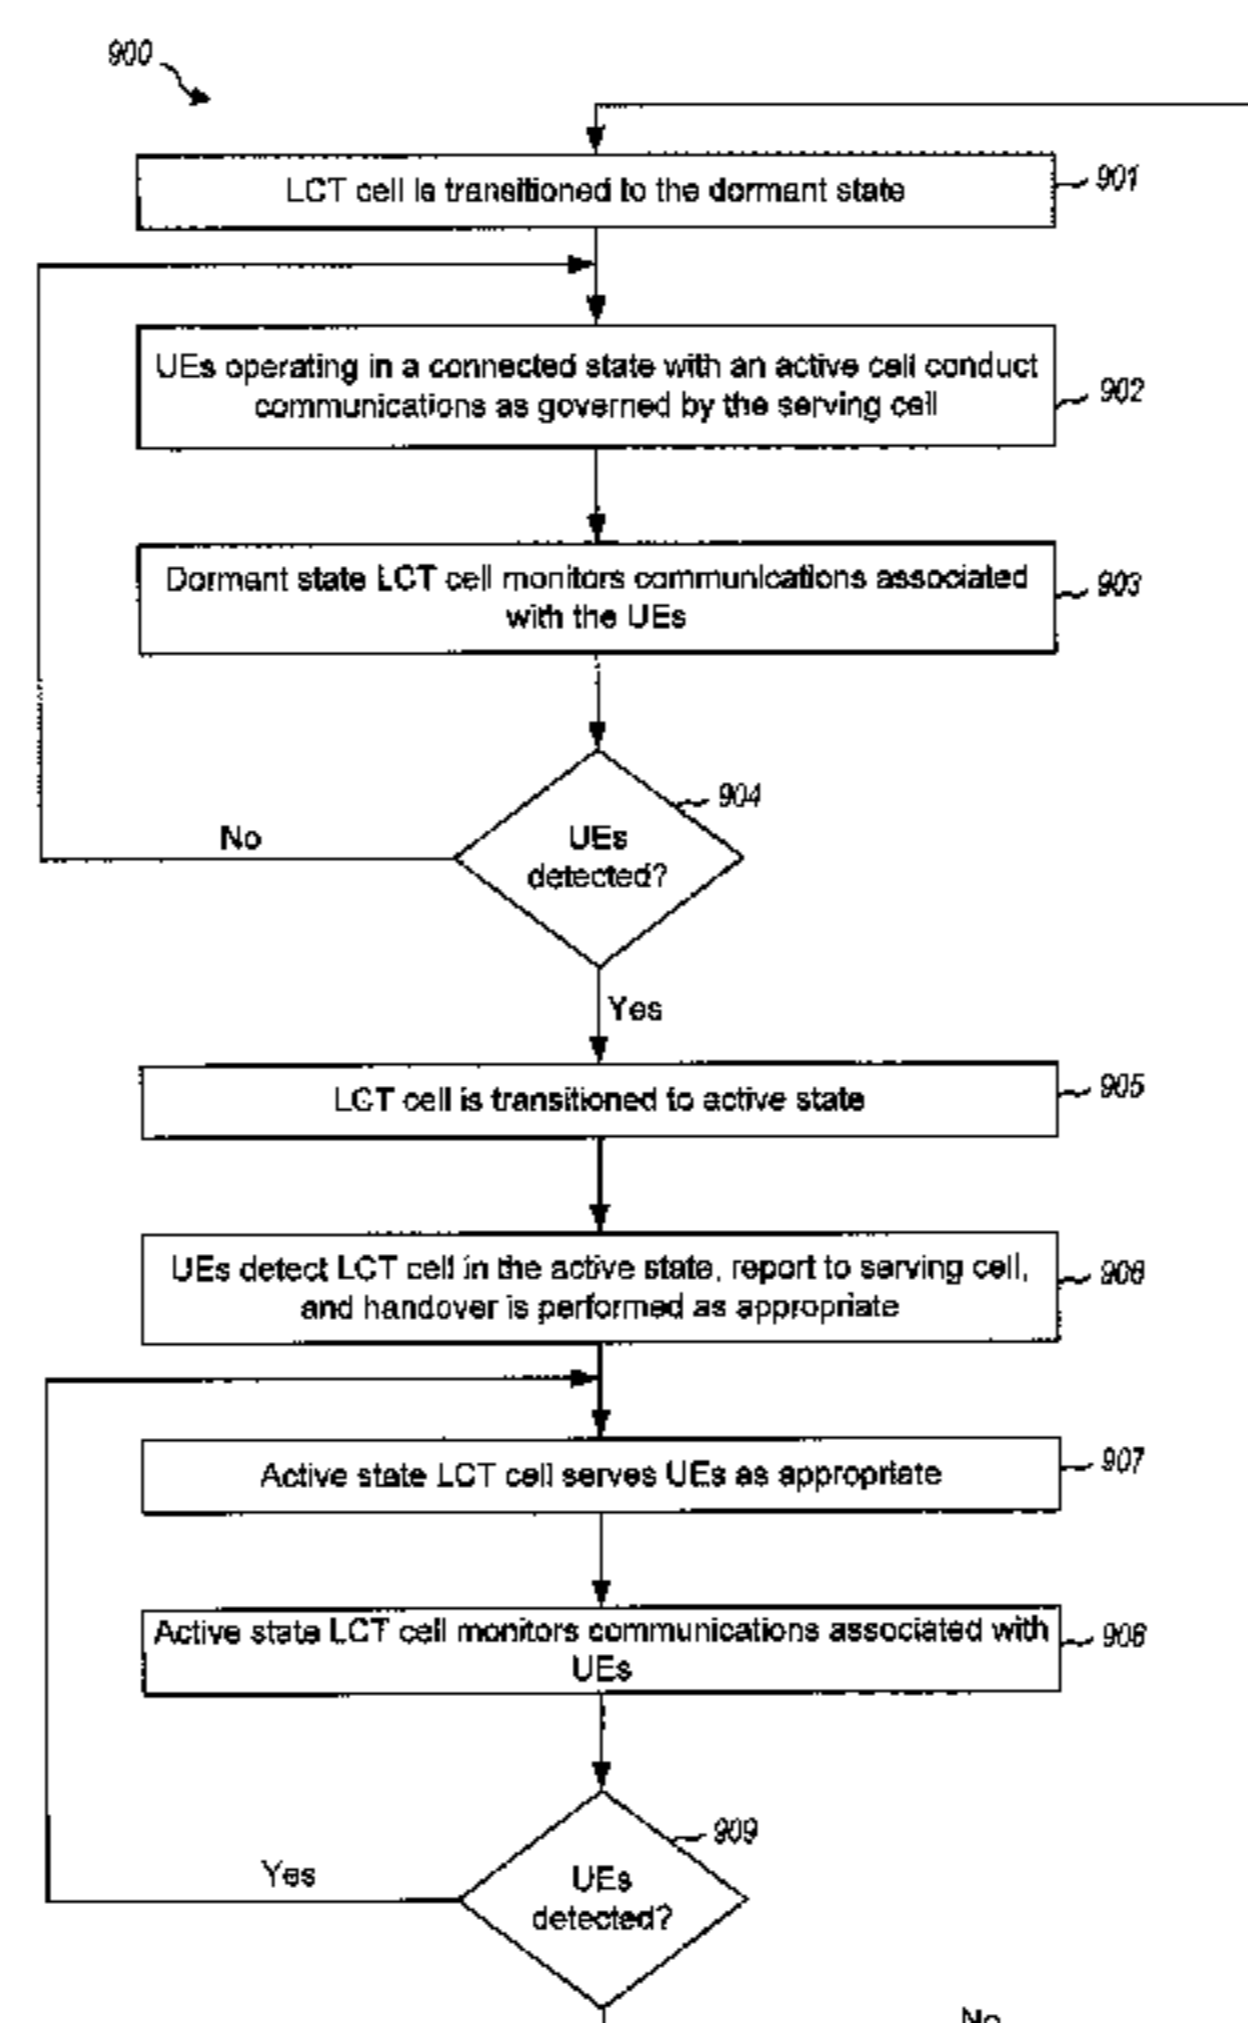 900
LCT cell is transitioned to the dormant state
901
UEs operating in a connected state with an active cell conduct
communications as governed by the serving cell
902
Dormant state LCT cell monitors communications associated
with the UEs
903
904
UEs
detected?
No
Yes
LCT cell is transitioned to active state
905
UEs detect LCT cell in the active state, report to serving cell,
and handover is performed as appropriate
906
Active state LCT cell serves UEs as appropriate
907
Active state LCT cell monitors communications associated with
UEs
908
909
UEs
detected?
Yes
No